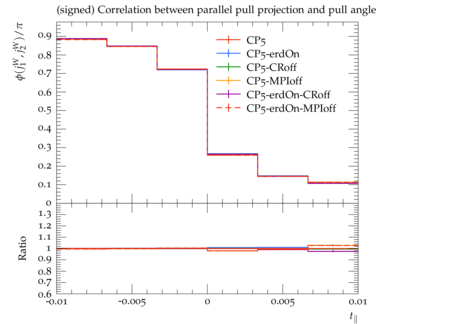 (signed) Correlation between parallel pull projection and pull angle
ϕ(j₁ᵂ, j₂ᵂ)/π
0.9
0.8
0.7
0.6
0.5
0.4
0.3
0.2
0.1
0
CP5
CP5-erdOn
CP5-CRoff
CP5-MPIoff
CP5-erdOn-CRoff
CP5-erdOn-MPIoff
Ratio
1.3
1.2
1.1
1
0.9
0.8
0.7
0.6
-0.01 -0.005 0 0.005 0.01
t∥